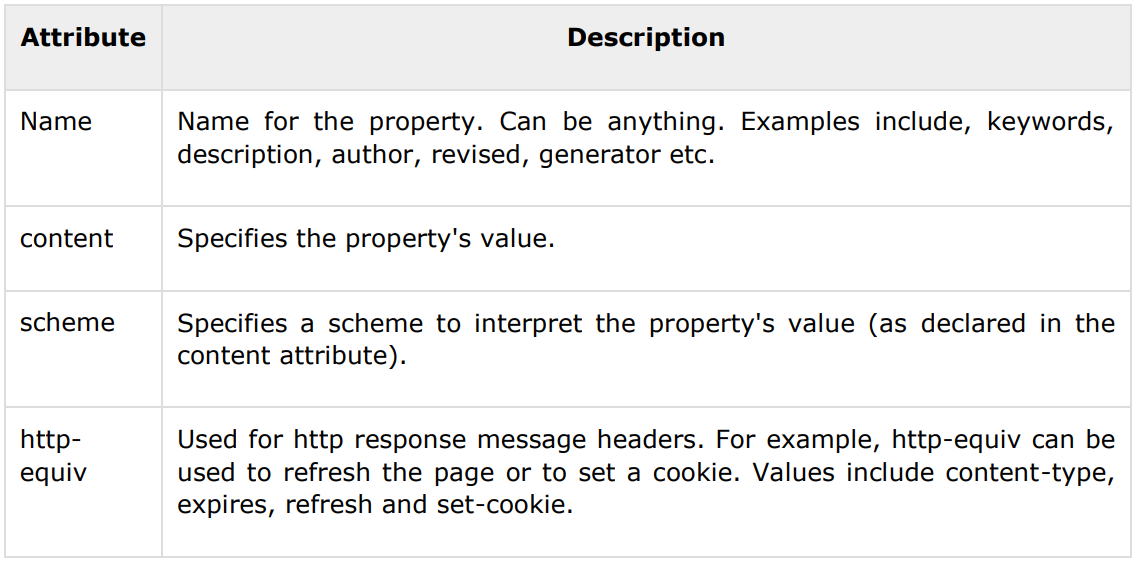 Attribute Description
Name Name for the property. Can be anything. Examples include, keywords,
description, author, revised, generator etc.
content Specifies the property's value.
scheme Specifies a scheme to interpret the property's value (as declared in the
content attribute).
http- Used for http response message headers. For example, http-equiv can be
equiv used to refresh the page or to set a cookie. Values include content-type,
expires, refresh and set-cookie.